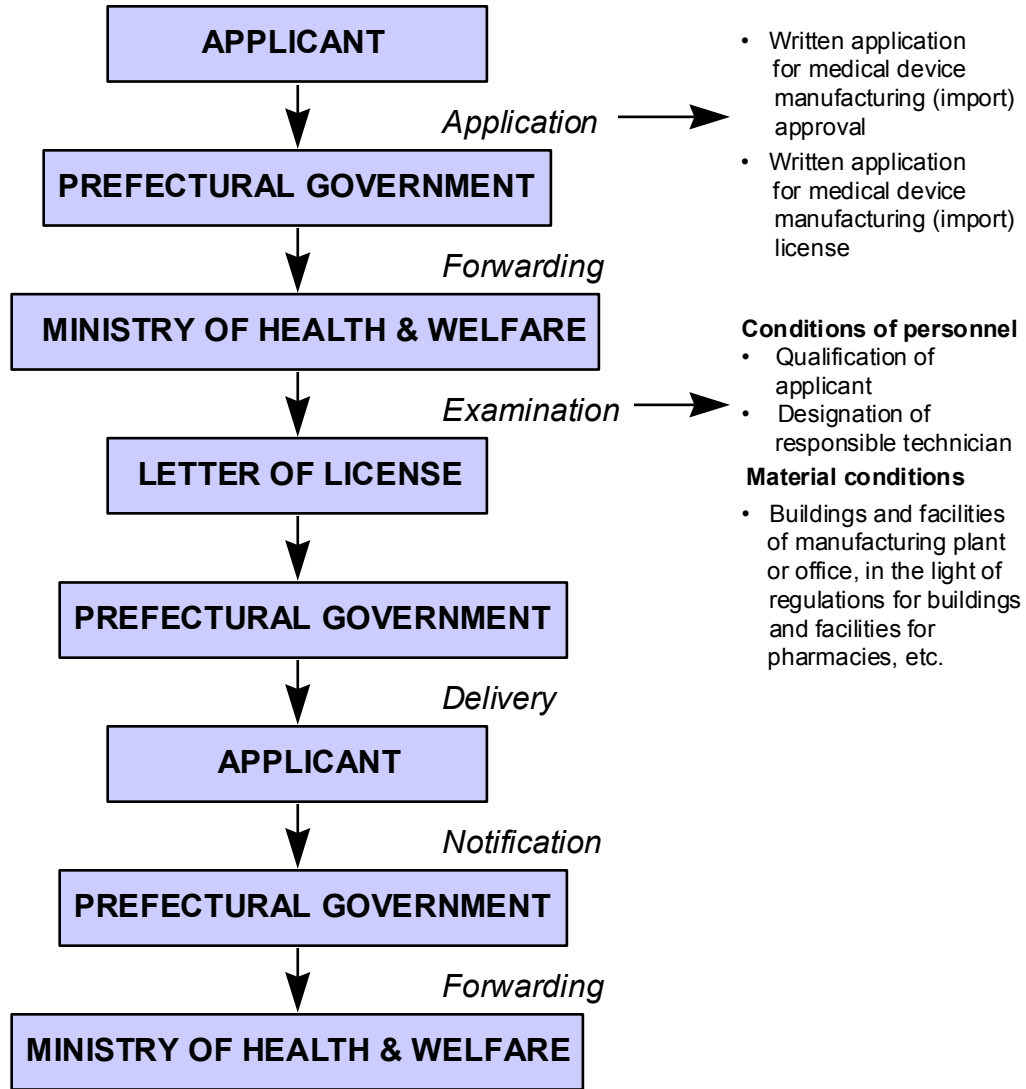 APPLICANT
Application
• Written application
for medical device
manufacturing (import)
approval
• Written application
for medical device
manufacturing (import)
license
PREFECTURAL GOVERNMENT
Forwarding
MINISTRY OF HEALTH & WELFARE
Examination
Conditions of personnel
• Qualification of
applicant
• Designation of
responsible technician
Material conditions
• Buildings and facilities
of manufacturing plant
or office, in the light of
regulations for buildings
and facilities for
pharmacies, etc.
LETTER OF LICENSE
PREFECTURAL GOVERNMENT
Delivery
APPLICANT
Notification
PREFECTURAL GOVERNMENT
Forwarding
MINISTRY OF HEALTH & WELFARE